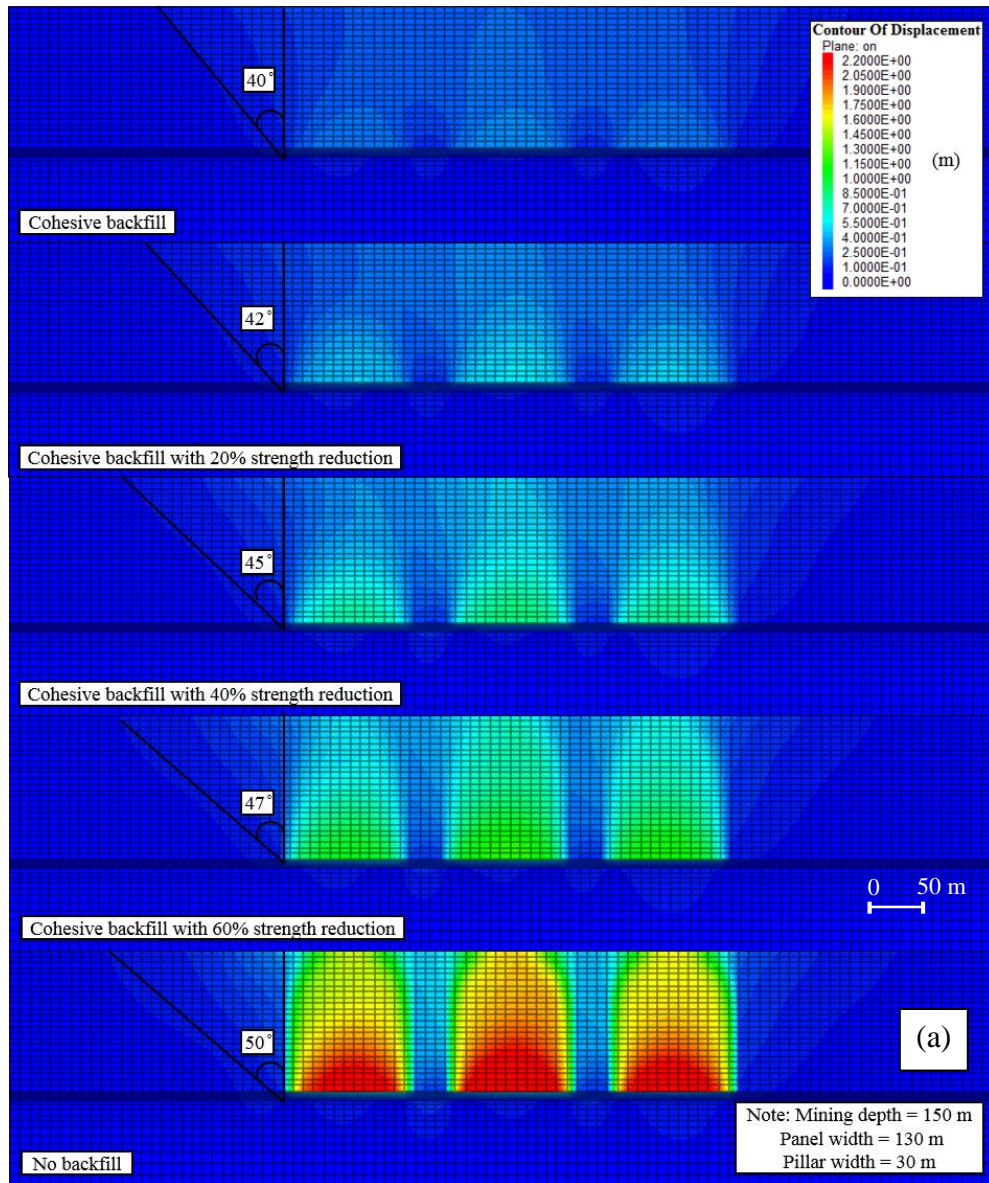 Contour Of Displacement
Plane: on
2.2000E+00
2.0500E+00
1.9000E+00
1.6000E+00
1.4500E+00
1.3000E+00
1.1500E+00
1.0000E+00
8.5000E-01
7.0000E-01
5.5000E-01
4.0000E-01
2.5000E-01
1.0000E-01
0.0000E+00
(m)
40°
Cohesive backfill
42°
Cohesive backfill with 20% strength reduction
45°
Cohesive backfill with 40% strength reduction
47°
0 50 m
Cohesive backfill with 60% strength reduction
50°
(a)
Note: Mining depth = 150 m
Panel width = 130 m
Pillar width = 30 m
No backfill